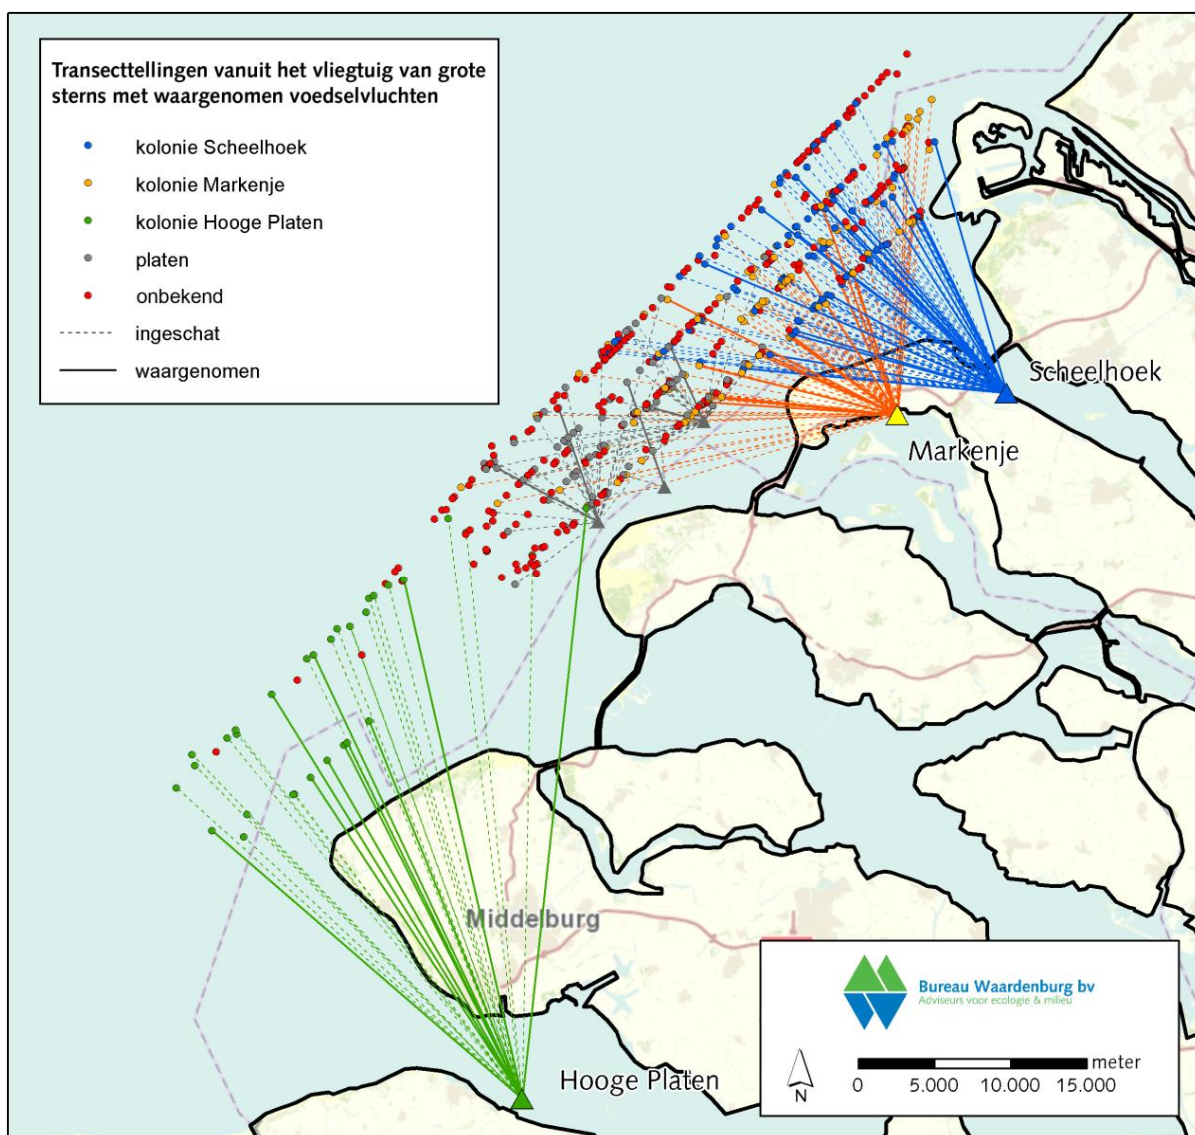 Transecttellingen vanuit het vliegtuig van grote
sterns met waargenomen voedselvluchten
kolonie Scheelhoek
kolonie Markenje
kolonie Hooge Platen
platen
onbekend
ingeschat
waargenomen
Scheelhoek
Markenje
Middelburg
Hooge Platen
Bureau Waardenburg bv
Adviseurs voor ecologie & milieu
N
meter
0 5.000 10.000 15.000